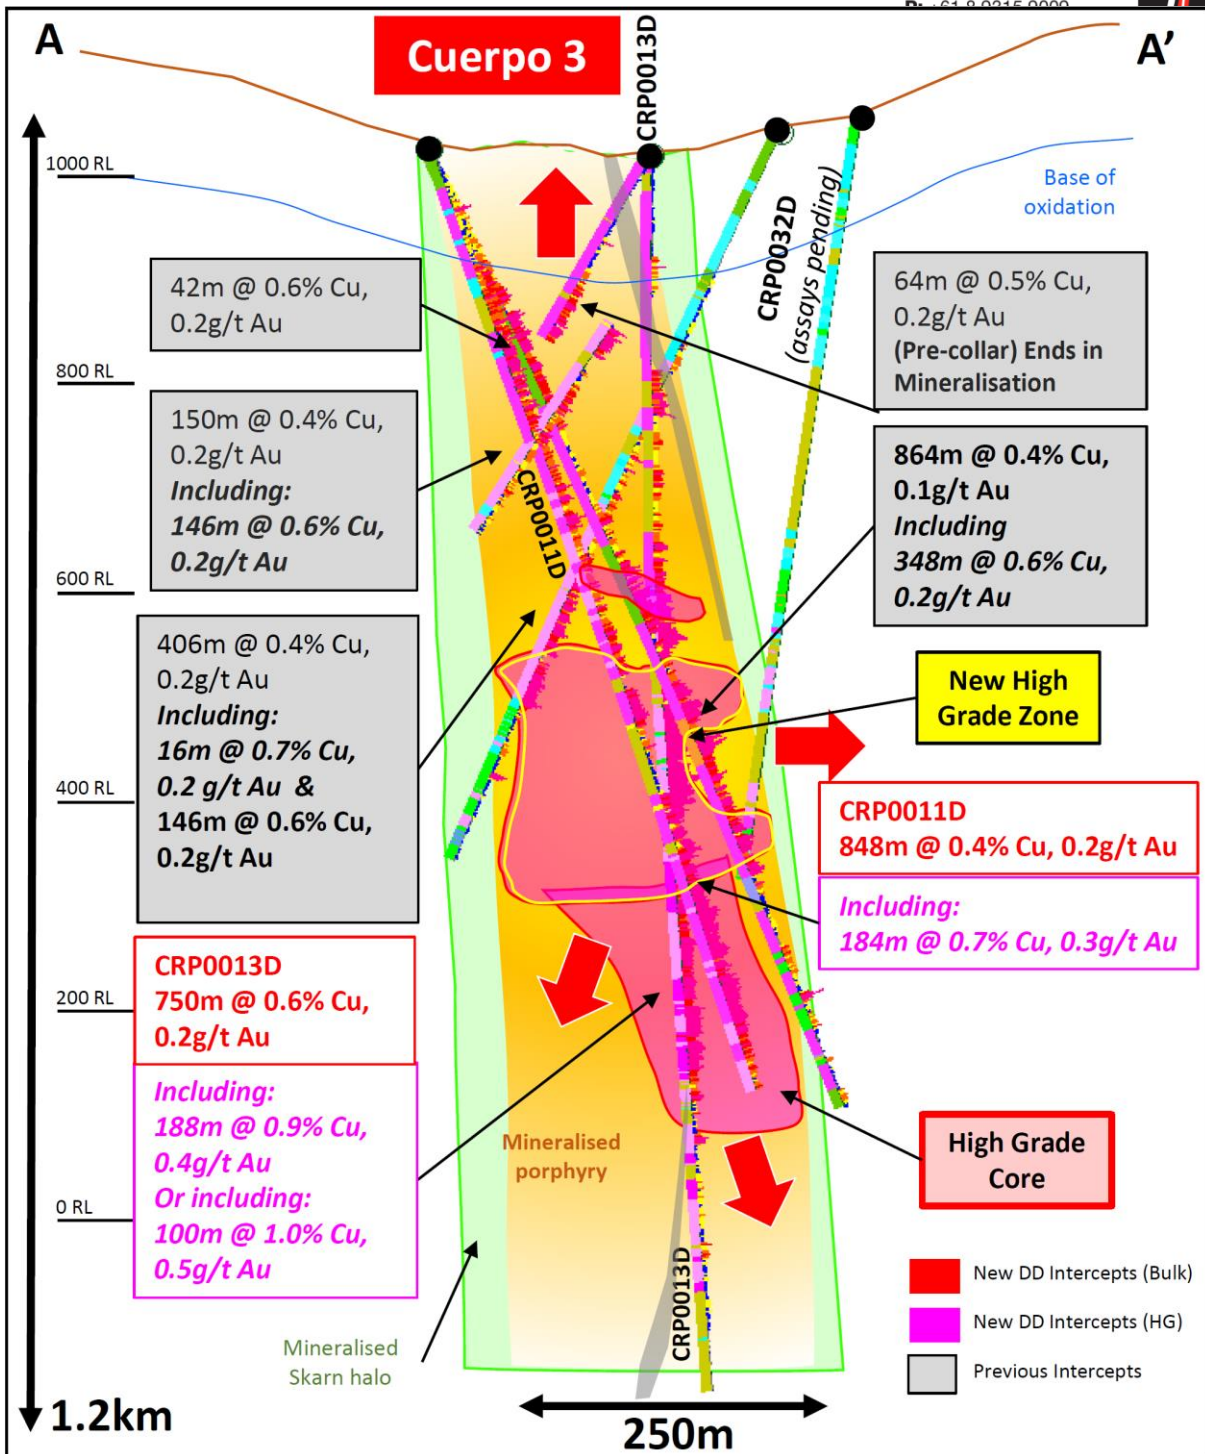 A
Cuerpo 3
CRP0013D
A'
1000 RL
Base of
oxidation
CRP0032D
(assays pending)
42m @ 0.6% Cu,
0.2g/t Au
64m @ 0.5% Cu,
0.2g/t Au
(Pre-collar) Ends in
Mineralisation
800 RL
150m @ 0.4% Cu,
0.2g/t Au
Including:
146m @ 0.6% Cu,
0.2g/t Au
CRP0011D
864m @ 0.4% Cu,
0.1g/t Au
Including
348m @ 0.6% Cu,
0.2g/t Au
600 RL
406m @ 0.4% Cu,
0.2g/t Au
Including:
16m @ 0.7% Cu,
0.2 g/t Au &
146m @ 0.6% Cu,
0.2g/t Au
New High
Grade Zone
400 RL
CRP0011D
848m @ 0.4% Cu, 0.2g/t Au
Including:
184m @ 0.7% Cu, 0.3g/t Au
CRP0013D
750m @ 0.6% Cu,
0.2g/t Au
200 RL
Including:
188m @ 0.9% Cu,
0.4g/t Au
Or including:
100m @ 1.0% Cu,
0.5g/t Au
Mineralised
porphyry
High Grade
Core
0 RL
CRP0013D
Mineralised
Skarn halo
New DD Intercepts (Bulk)
New DD Intercepts (HG)
Previous Intercepts
1.2km
250m